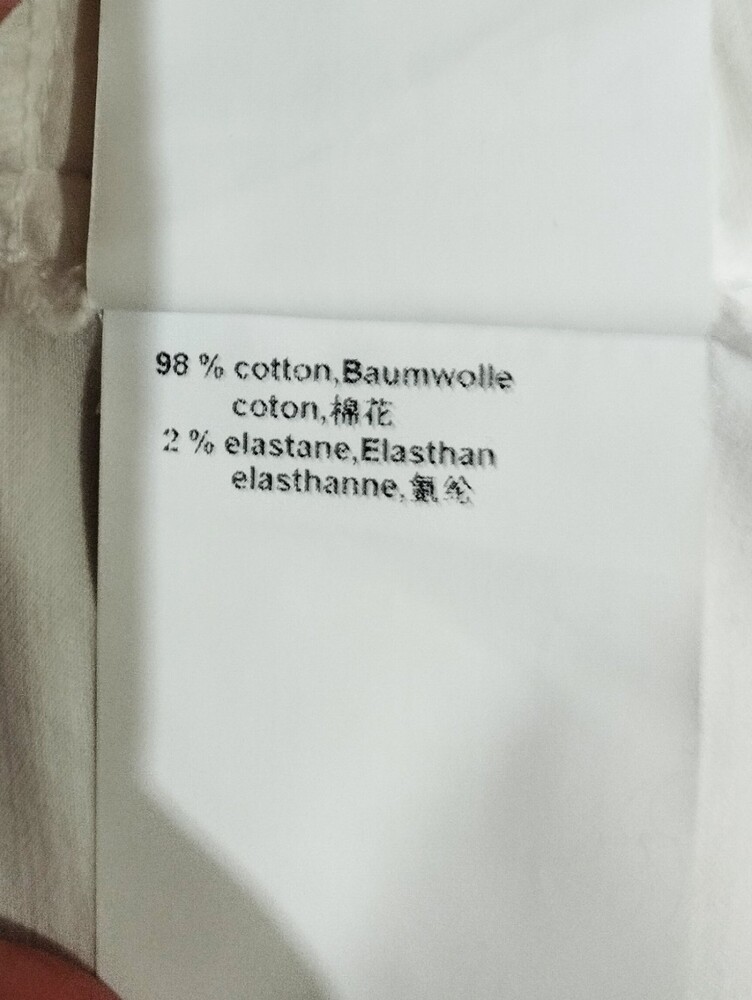 98 % cotton,Baumwolle
coton,棉花
2 % elastane,Elasthan
elasthanne,氨纶